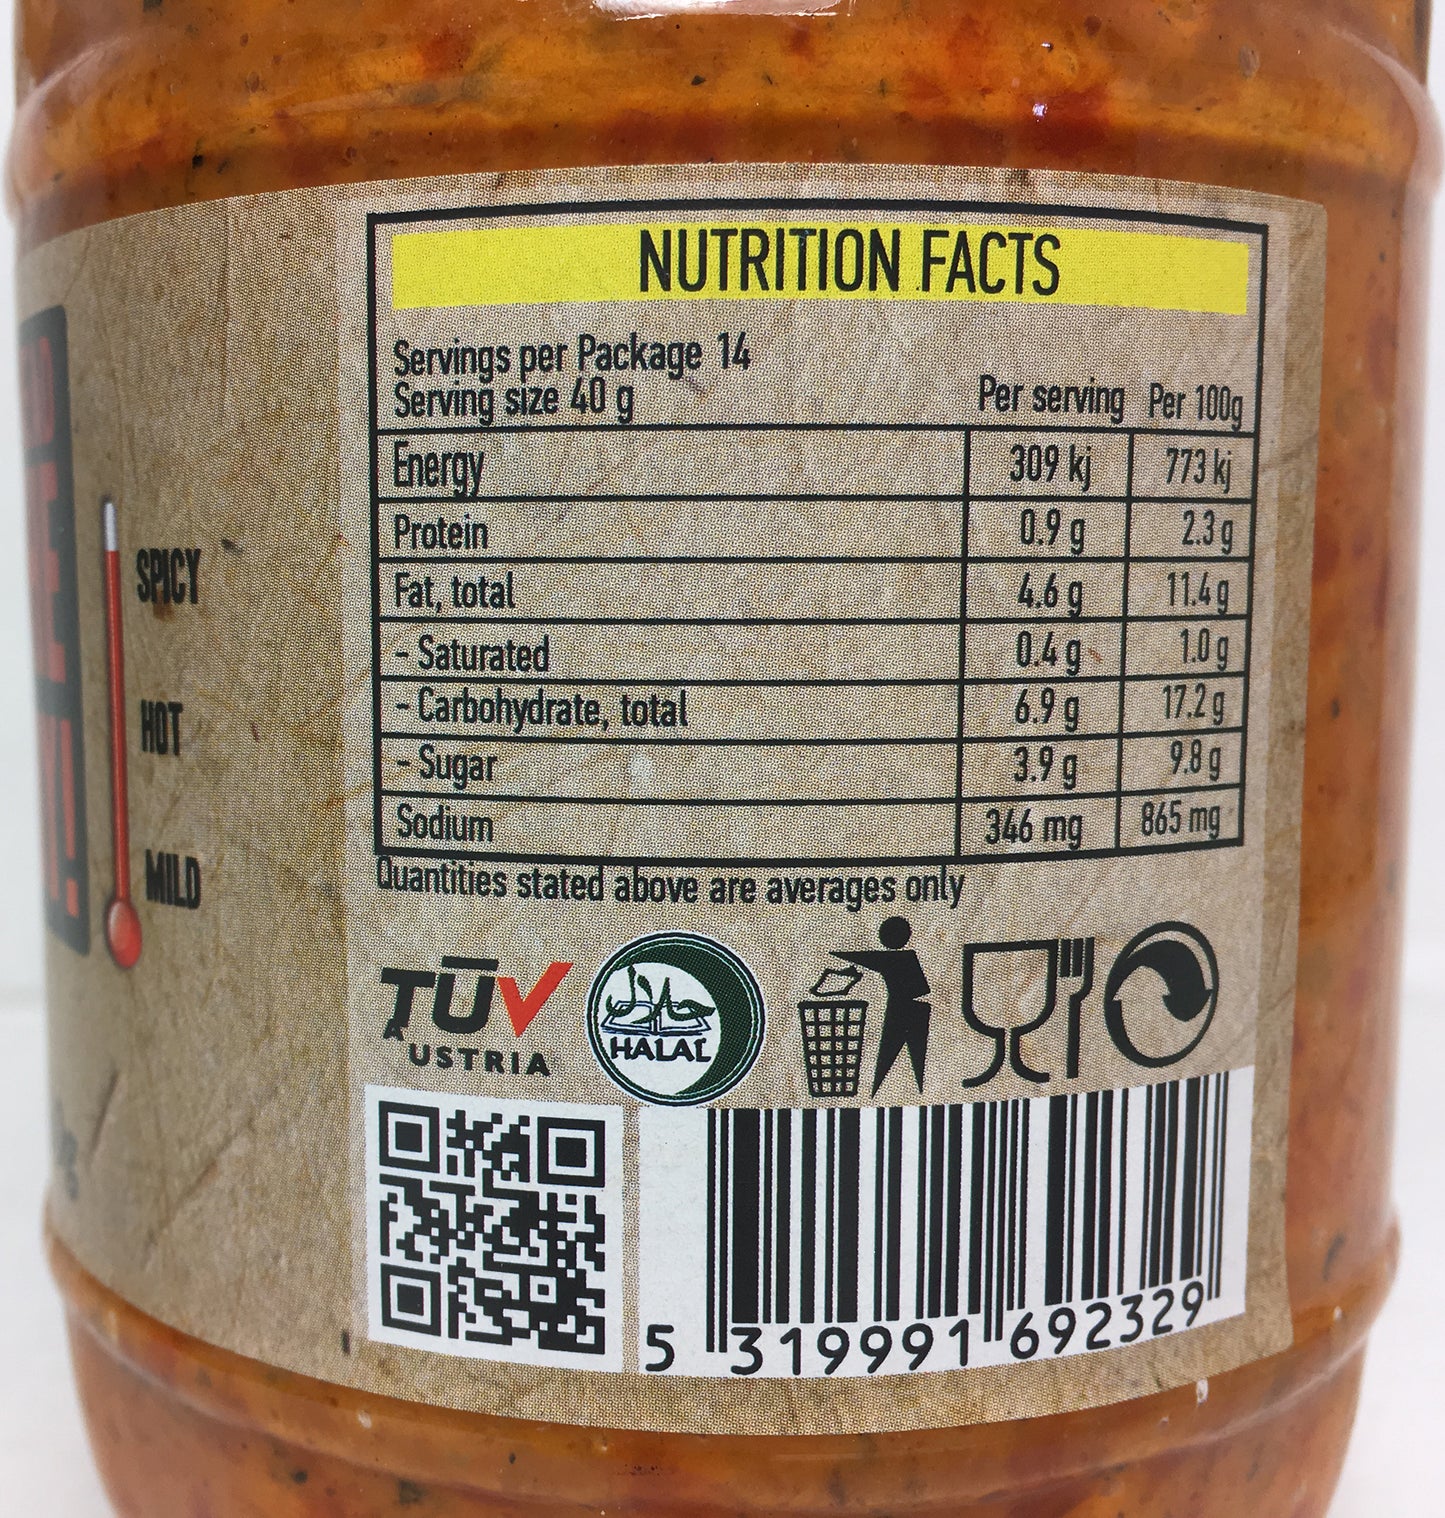 NUTRITION FACTS
Servings per Package 14
Serving size 40 g
Per serving Per 100g
Energy 309 kj 773 kj
Protein 0.9 g 2.3 g
Fat, total 4.6 g 11.4 g
- Saturated 0.4 g 1.0 g
- Carbohydrate, total 6.9 g 17.2 g
- Sugar 3.9 g 9.8 g
Sodium 346 mg 865 mg
Quantities stated above are averages only
SPICY
HOT
MILD
TÜV
AUSTRIA
حلال
HALAL
5 319991 692329